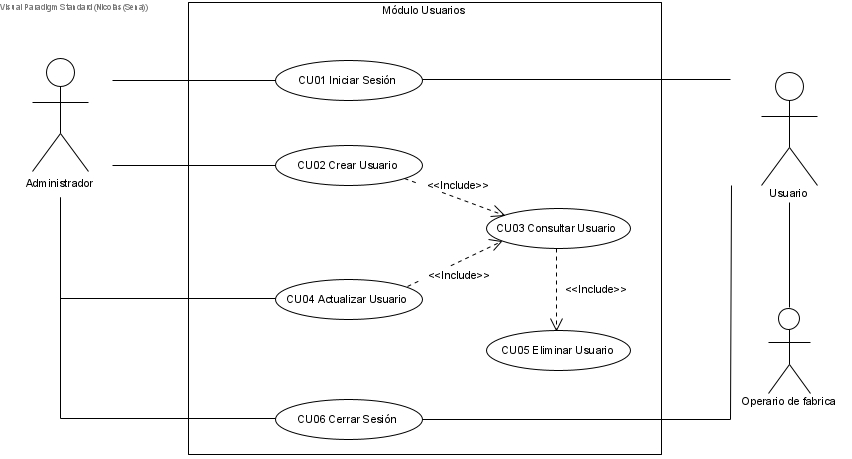 Visual Paradigm Standard (Nicolas (Sena))
Módulo Usuarios
CU01 Iniciar Sesión
CU02 Crear Usuario
Administrador
<<Include>>
Usuario
CU03 Consultar Usuario
<<Include>>
<<Include>>
CU04 Actualizar Usuario
CU05 Eliminar Usuario
Operario de fabrica
CU06 Cerrar Sesión